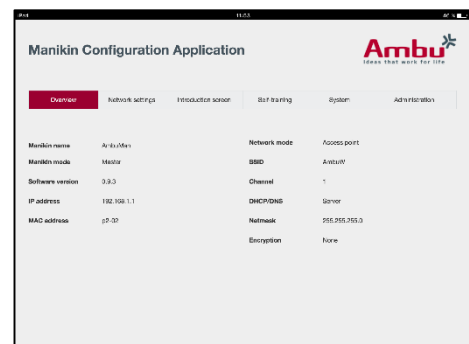 iPad 11:53
Manikin Configuration Application
Ambu
Ideas that work for life
Overview Network settings Introduction screen Self-training System Administration
Manikin name AmbuMan Network mode Access point
Manikin mode Master SSID AmbuW
Software version 0.9.3 Channel 1
IP address 192.168.1.1 DHCP/DNS Server
MAC address Netmask 255.255.255.0
Encryption None